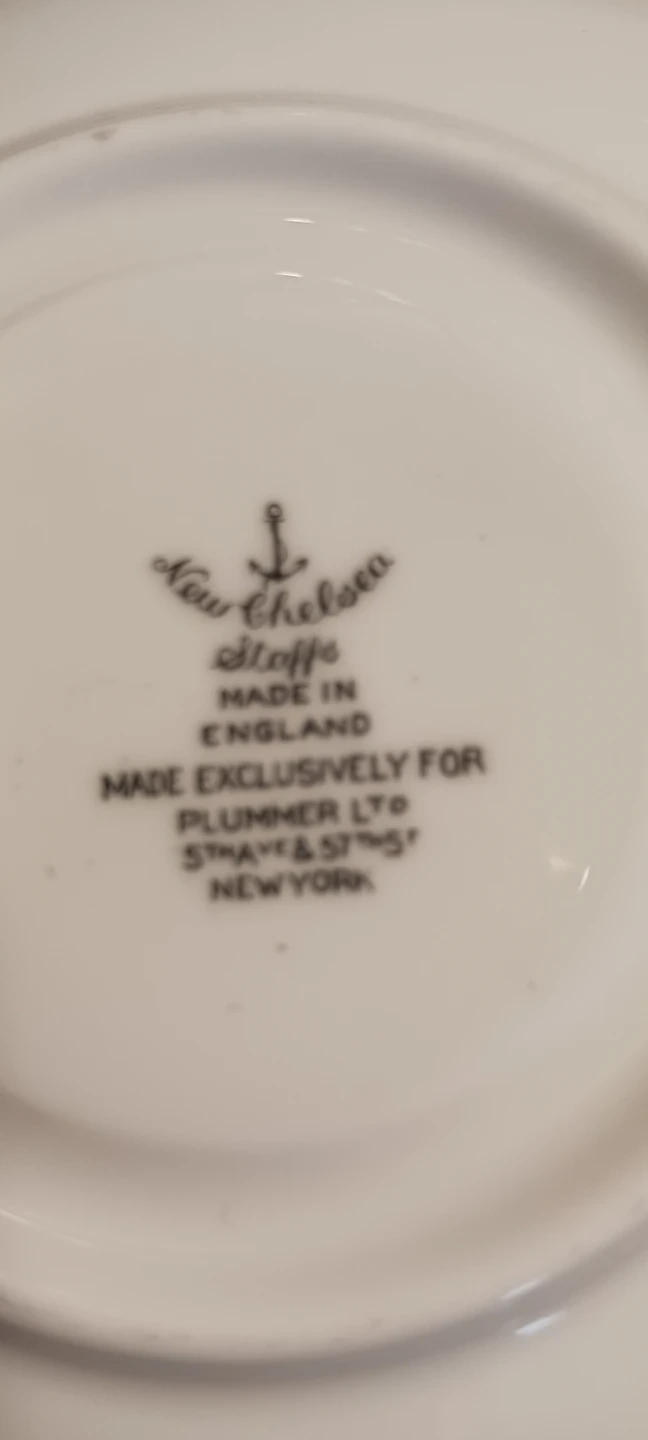 New Chelsea
Staffs
MADE IN
ENGLAND
MADE EXCLUSIVELY FOR
PLUMMER LTD
5TH AVE & 57TH ST
NEW YORK